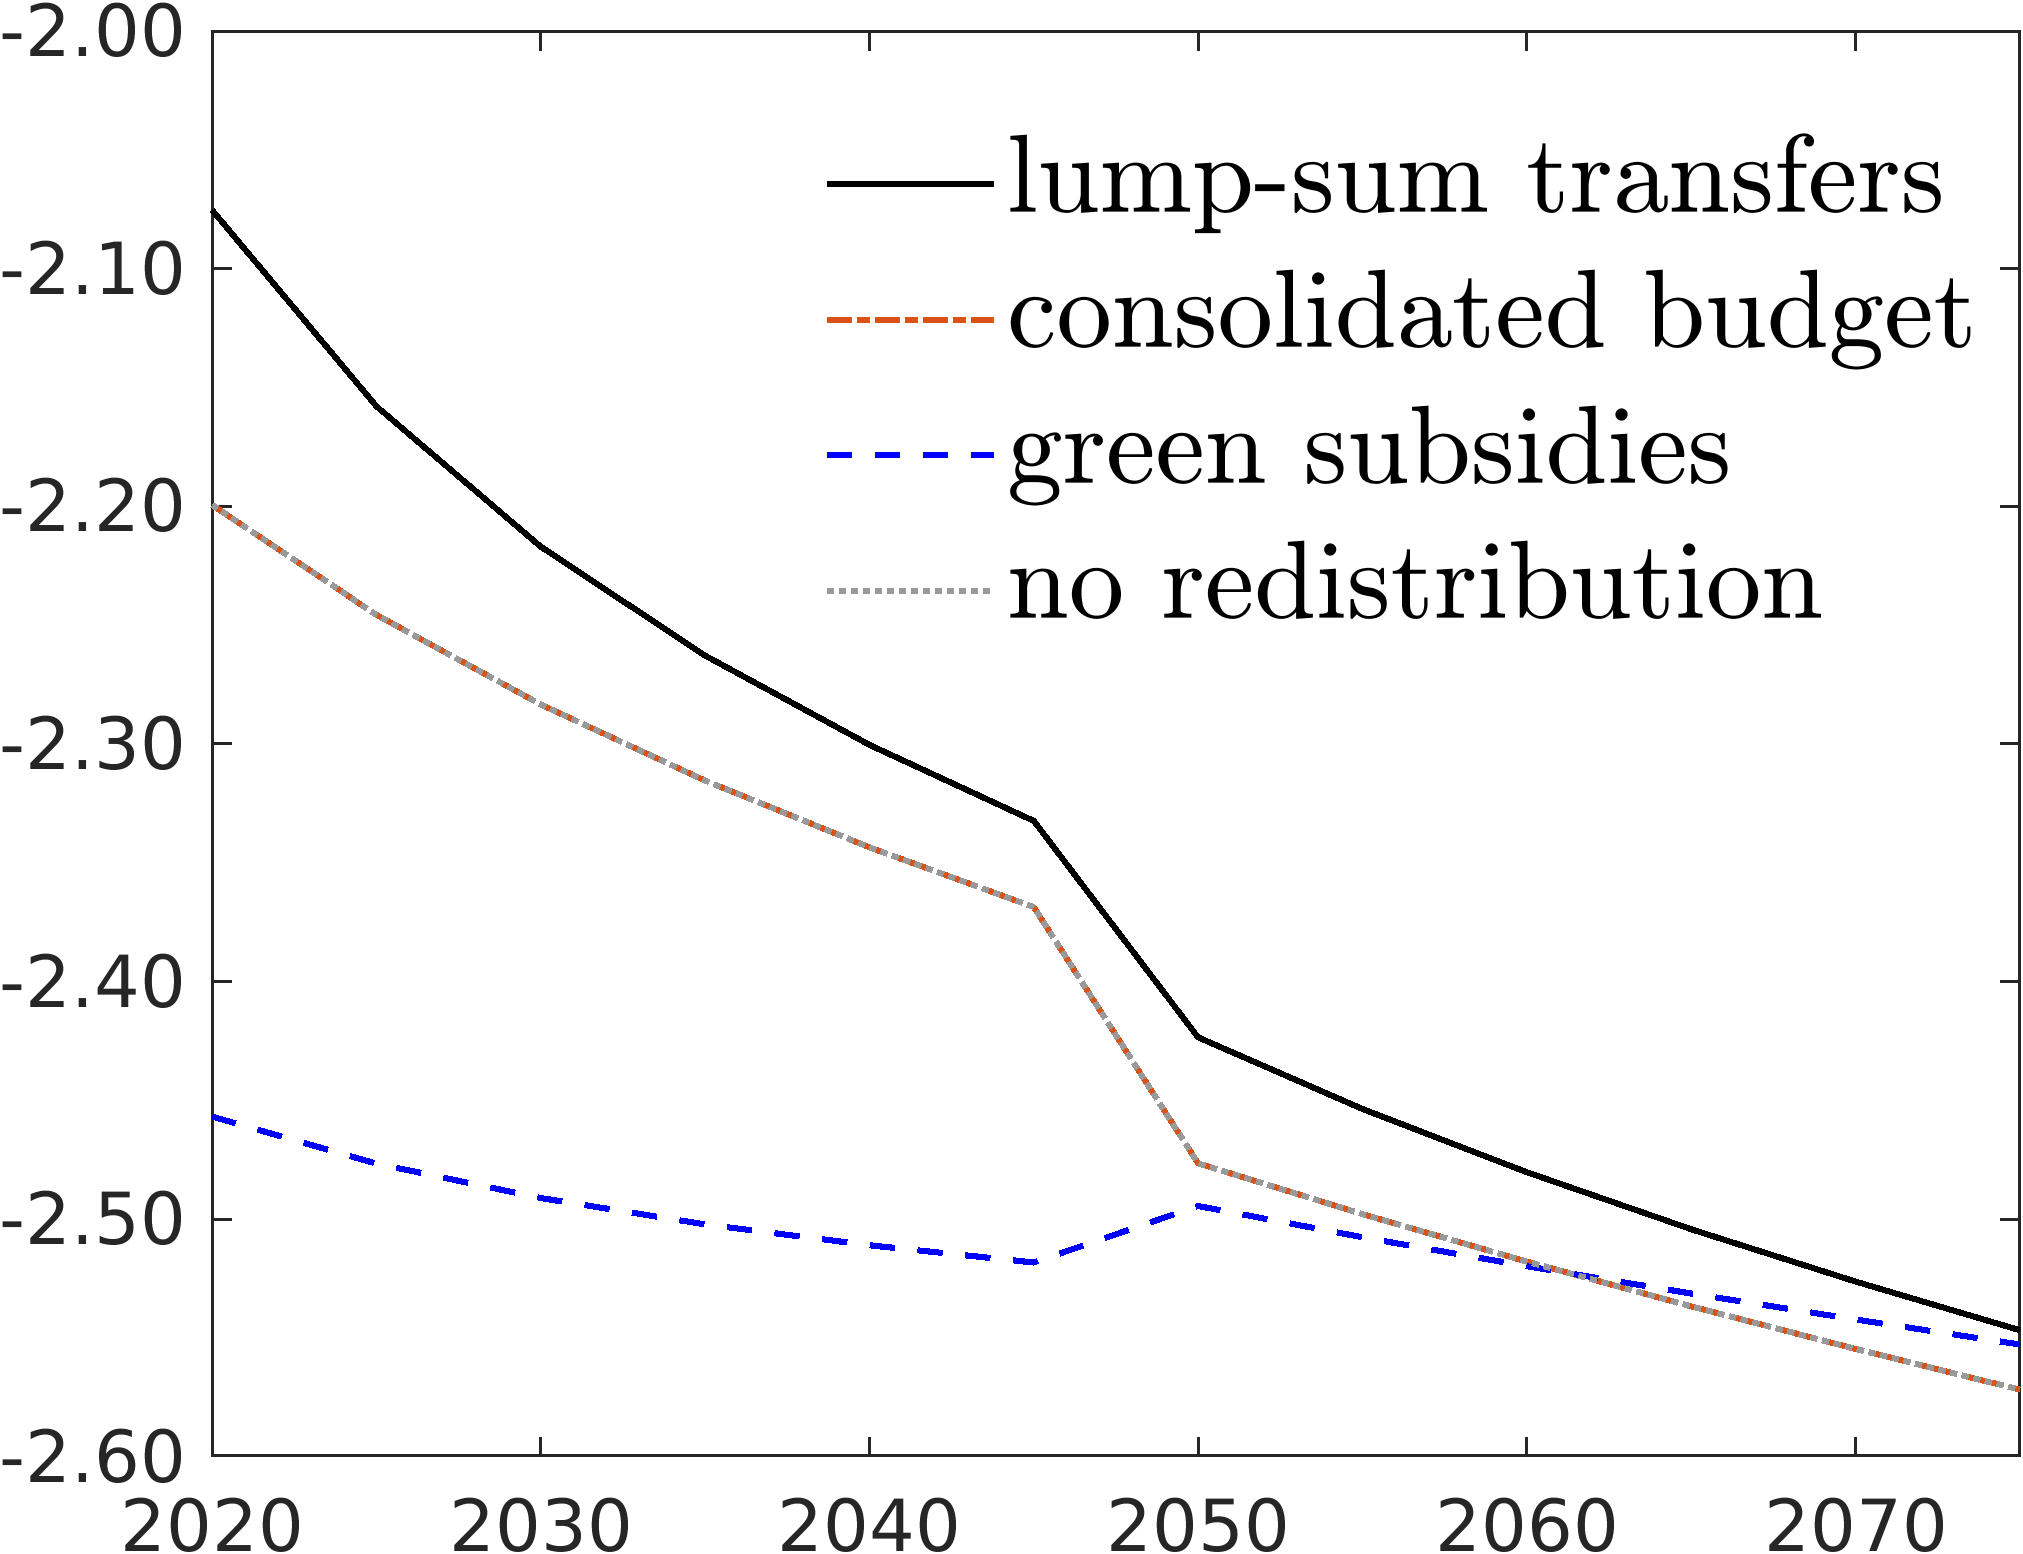 -2.00
-2.10
-2.20
-2.30
-2.40
-2.50
-2.60
lump-sum transfers
consolidated budget
green subsidies
no redistribution
2020 2030 2040 2050 2060 2070